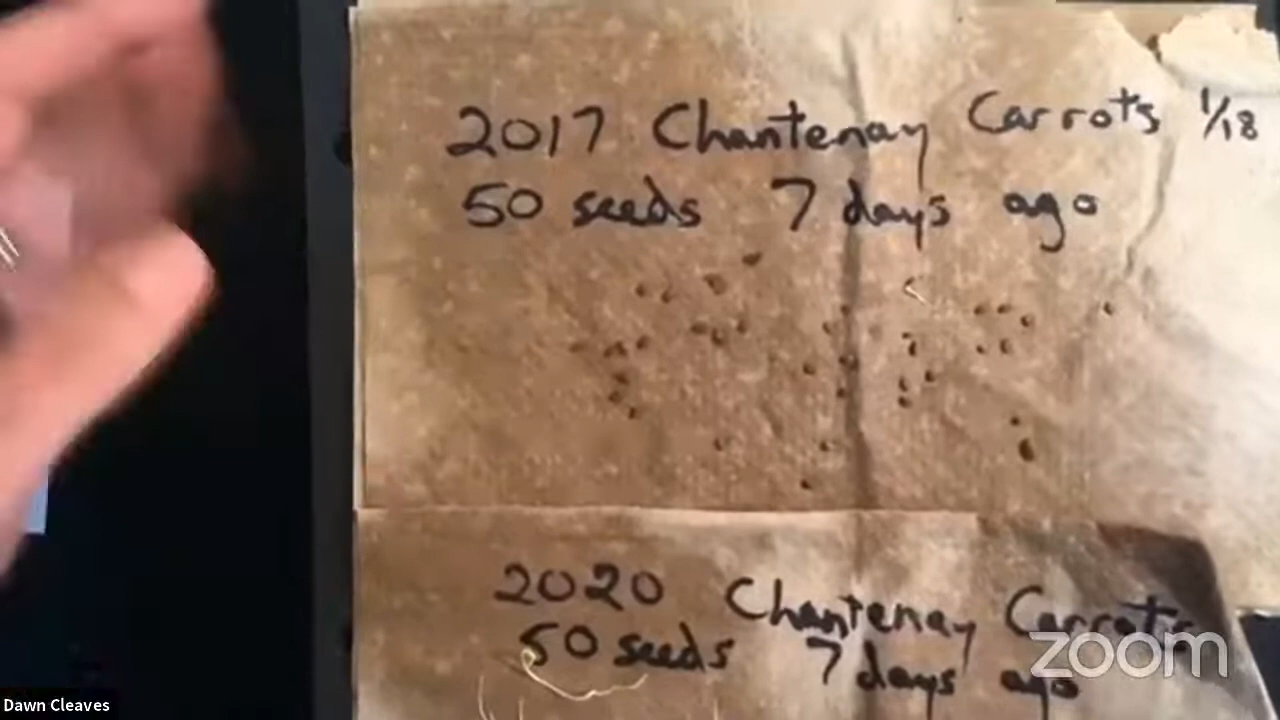 2017 Chantenay Carrots 1/18
50 seeds 7 days ago
2020 Chantenay Carrots
50 seeds 7 days ago
zoom
Dawn Cleaves